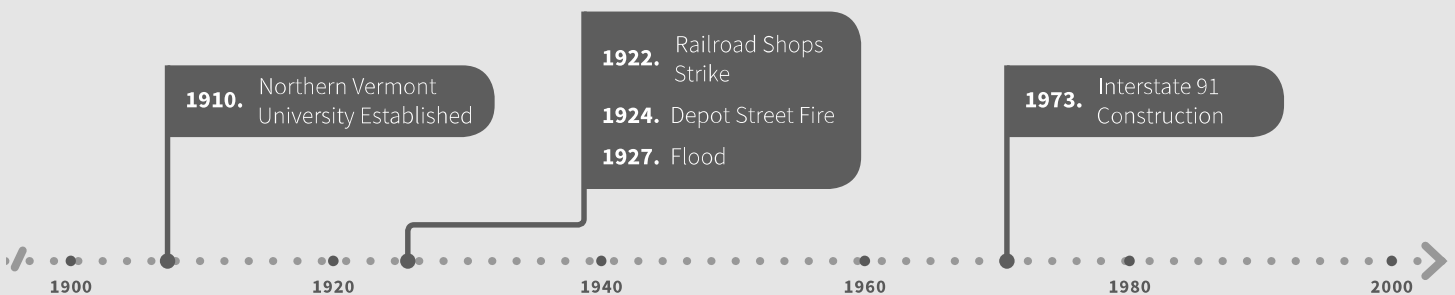 1910. Northern Vermont
University Established
1922. Railroad Shops
Strike
1924. Depot Street Fire
1927. Flood
1973. Interstate 91
Construction
1900 1920 1940 1960 1980 2000